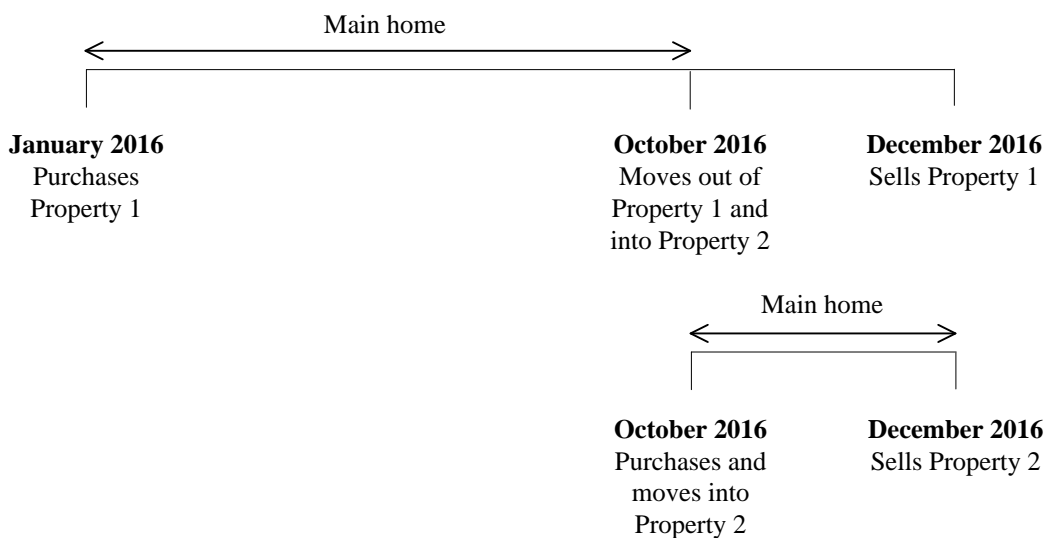 Main home
January 2016
Purchases
Property 1
October 2016
Moves out of
Property 1 and
into Property 2
December 2016
Sells Property 1
Main home
October 2016
Purchases and
moves into
Property 2
December 2016
Sells Property 2